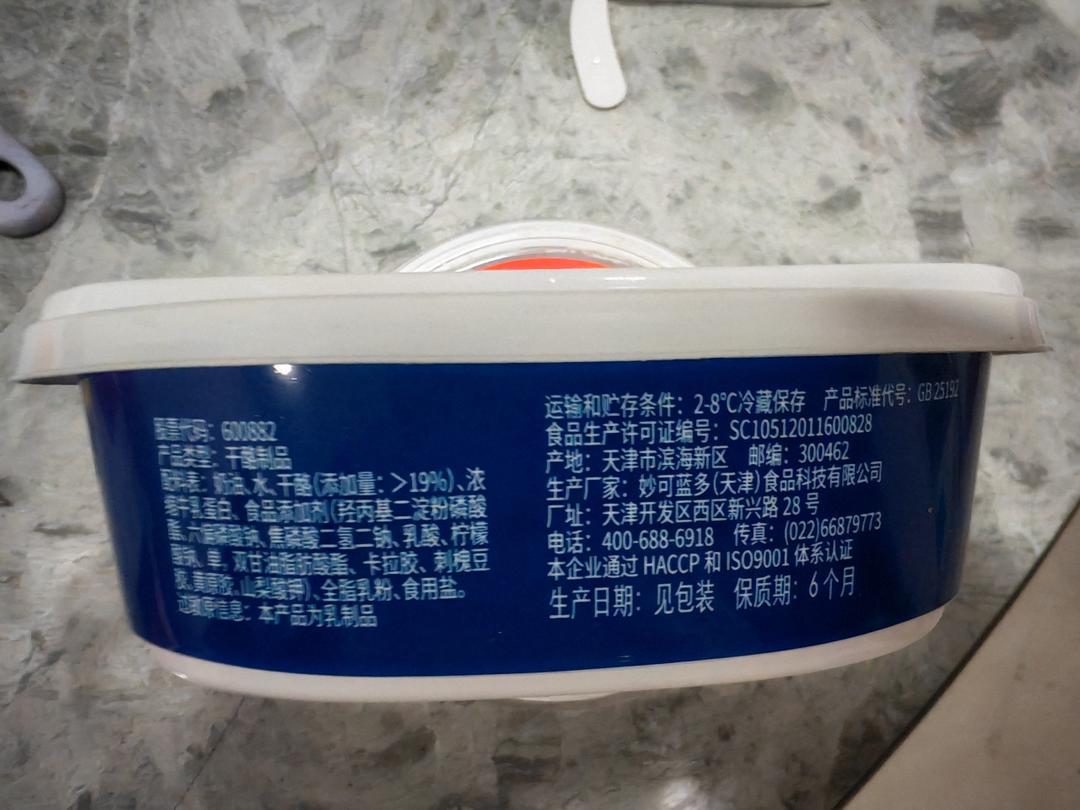 股票代码：600882
产品类型：干酪制品
配料表：奶油、水、干酪(添加量：＞19%)、浓
缩牛乳蛋白、食品添加剂(羟丙基二淀粉磷酸
酯、六偏磷酸钠、焦磷酸二氢二钠、乳酸、柠檬
酸钠、单，双甘油脂肪酸酯、卡拉胶、刺槐豆
胶、黄原胶、山梨酸钾)、全脂乳粉、食用盐。
过敏原信息：本产品为乳制品
运输和贮存条件：2-8℃冷藏保存 产品标准代号：GB 25192
食品生产许可证编号：SC10512011600828
产地：天津市滨海新区 邮编：300462
生产厂家：妙可蓝多(天津)食品科技有限公司
厂址：天津开发区西区新兴路 28 号
电话：400-688-6918 传真：(022)66879773
本企业通过 HACCP 和 ISO9001 体系认证
生产日期：见包装 保质期：6 个月